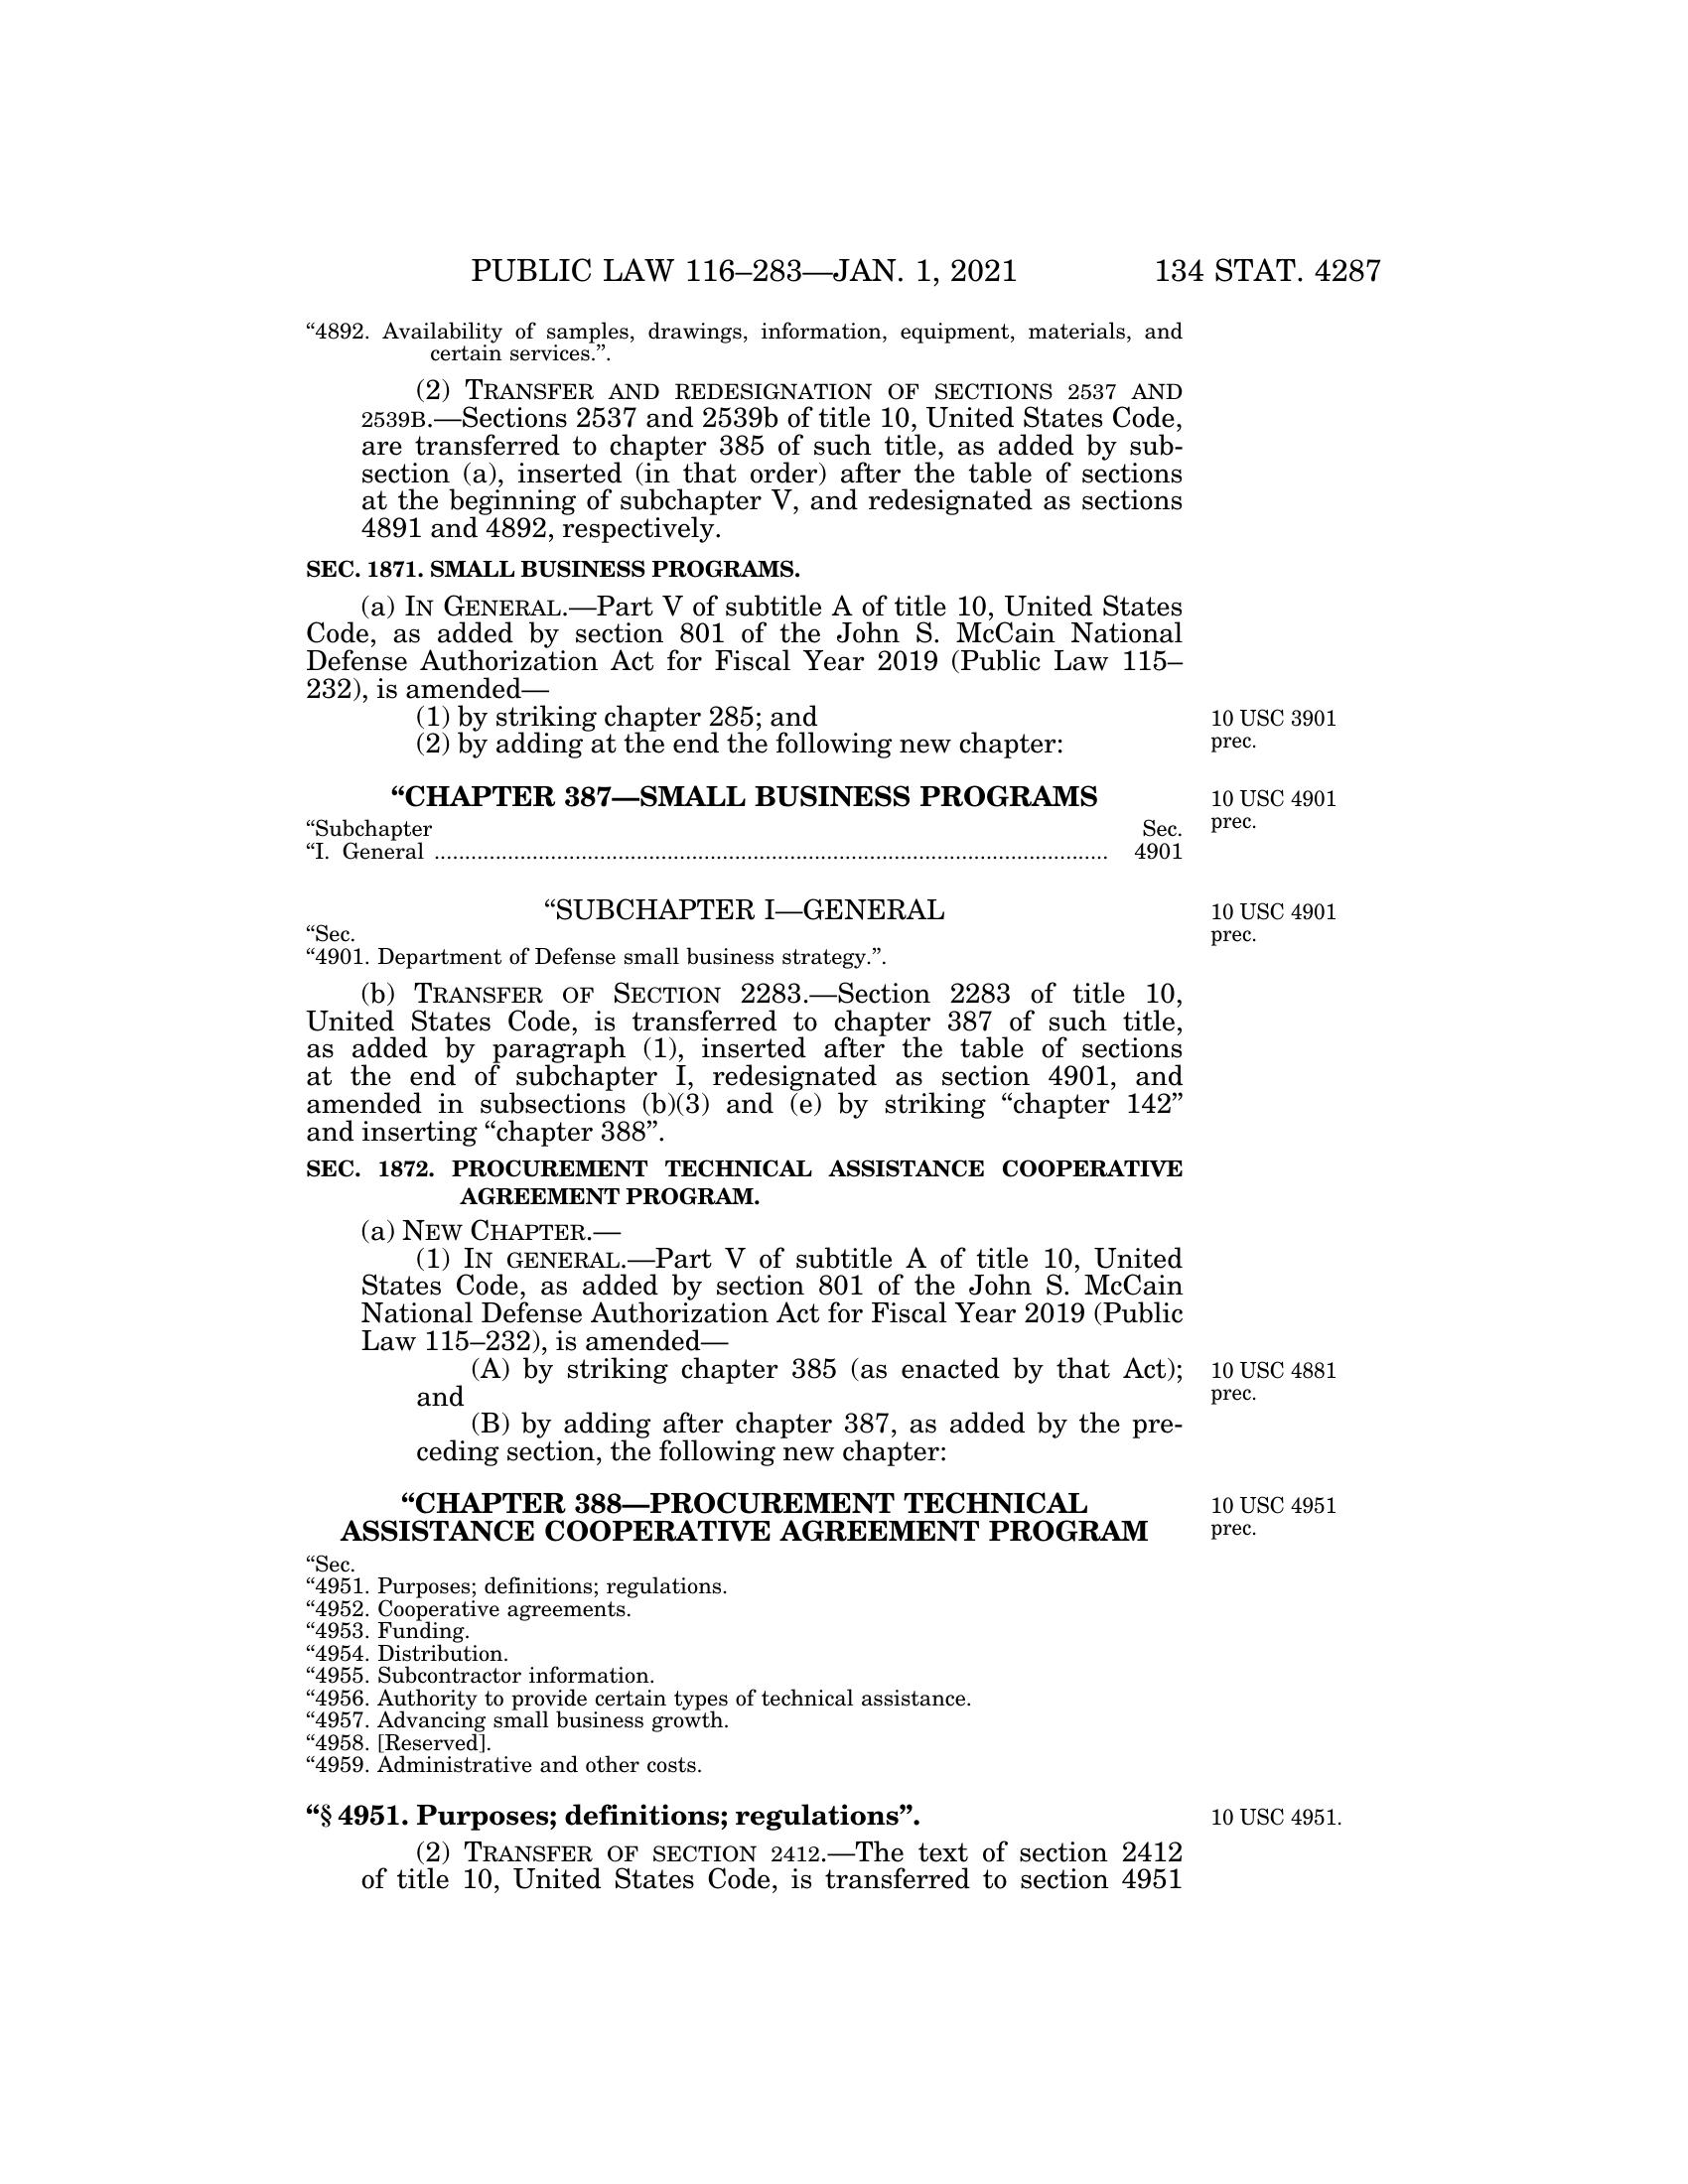 PUBLIC LAW 116–283—JAN. 1, 2021 134 STAT. 4287
“4892. Availability of samples, drawings, information, equipment, materials, and
certain services.”.
(2) TRANSFER AND REDESIGNATION OF SECTIONS 2537 AND
2539B.—Sections 2537 and 2539b of title 10, United States Code,
are transferred to chapter 385 of such title, as added by sub-
section (a), inserted (in that order) after the table of sections
at the beginning of subchapter V, and redesignated as sections
4891 and 4892, respectively.
SEC. 1871. SMALL BUSINESS PROGRAMS.
(a) IN GENERAL.—Part V of subtitle A of title 10, United States
Code, as added by section 801 of the John S. McCain National
Defense Authorization Act for Fiscal Year 2019 (Public Law 115–
232), is amended—
(1) by striking chapter 285; and
(2) by adding at the end the following new chapter:
10 USC 3901
prec.
“CHAPTER 387—SMALL BUSINESS PROGRAMS
10 USC 4901
prec.
“Subchapter Sec.
“I. General ................................................................................................................ 4901
“SUBCHAPTER I—GENERAL
10 USC 4901
prec.
“Sec.
“4901. Department of Defense small business strategy.”.
(b) TRANSFER OF SECTION 2283.—Section 2283 of title 10,
United States Code, is transferred to chapter 387 of such title,
as added by paragraph (1), inserted after the table of sections
at the end of subchapter I, redesignated as section 4901, and
amended in subsections (b)(3) and (e) by striking “chapter 142”
and inserting “chapter 388”.
SEC. 1872. PROCUREMENT TECHNICAL ASSISTANCE COOPERATIVE
AGREEMENT PROGRAM.
(a) NEW CHAPTER.—
(1) IN GENERAL.—Part V of subtitle A of title 10, United
States Code, as added by section 801 of the John S. McCain
National Defense Authorization Act for Fiscal Year 2019 (Public
Law 115–232), is amended—
(A) by striking chapter 385 (as enacted by that Act);
and
10 USC 4881
prec.
(B) by adding after chapter 387, as added by the pre-
ceding section, the following new chapter:
“CHAPTER 388—PROCUREMENT TECHNICAL
ASSISTANCE COOPERATIVE AGREEMENT PROGRAM
10 USC 4951
prec.
“Sec.
“4951. Purposes; definitions; regulations.
“4952. Cooperative agreements.
“4953. Funding.
“4954. Distribution.
“4955. Subcontractor information.
“4956. Authority to provide certain types of technical assistance.
“4957. Advancing small business growth.
“4958. [Reserved].
“4959. Administrative and other costs.
“§ 4951. Purposes; definitions; regulations”.
10 USC 4951.
(2) TRANSFER OF SECTION 2412.—The text of section 2412
of title 10, United States Code, is transferred to section 4951